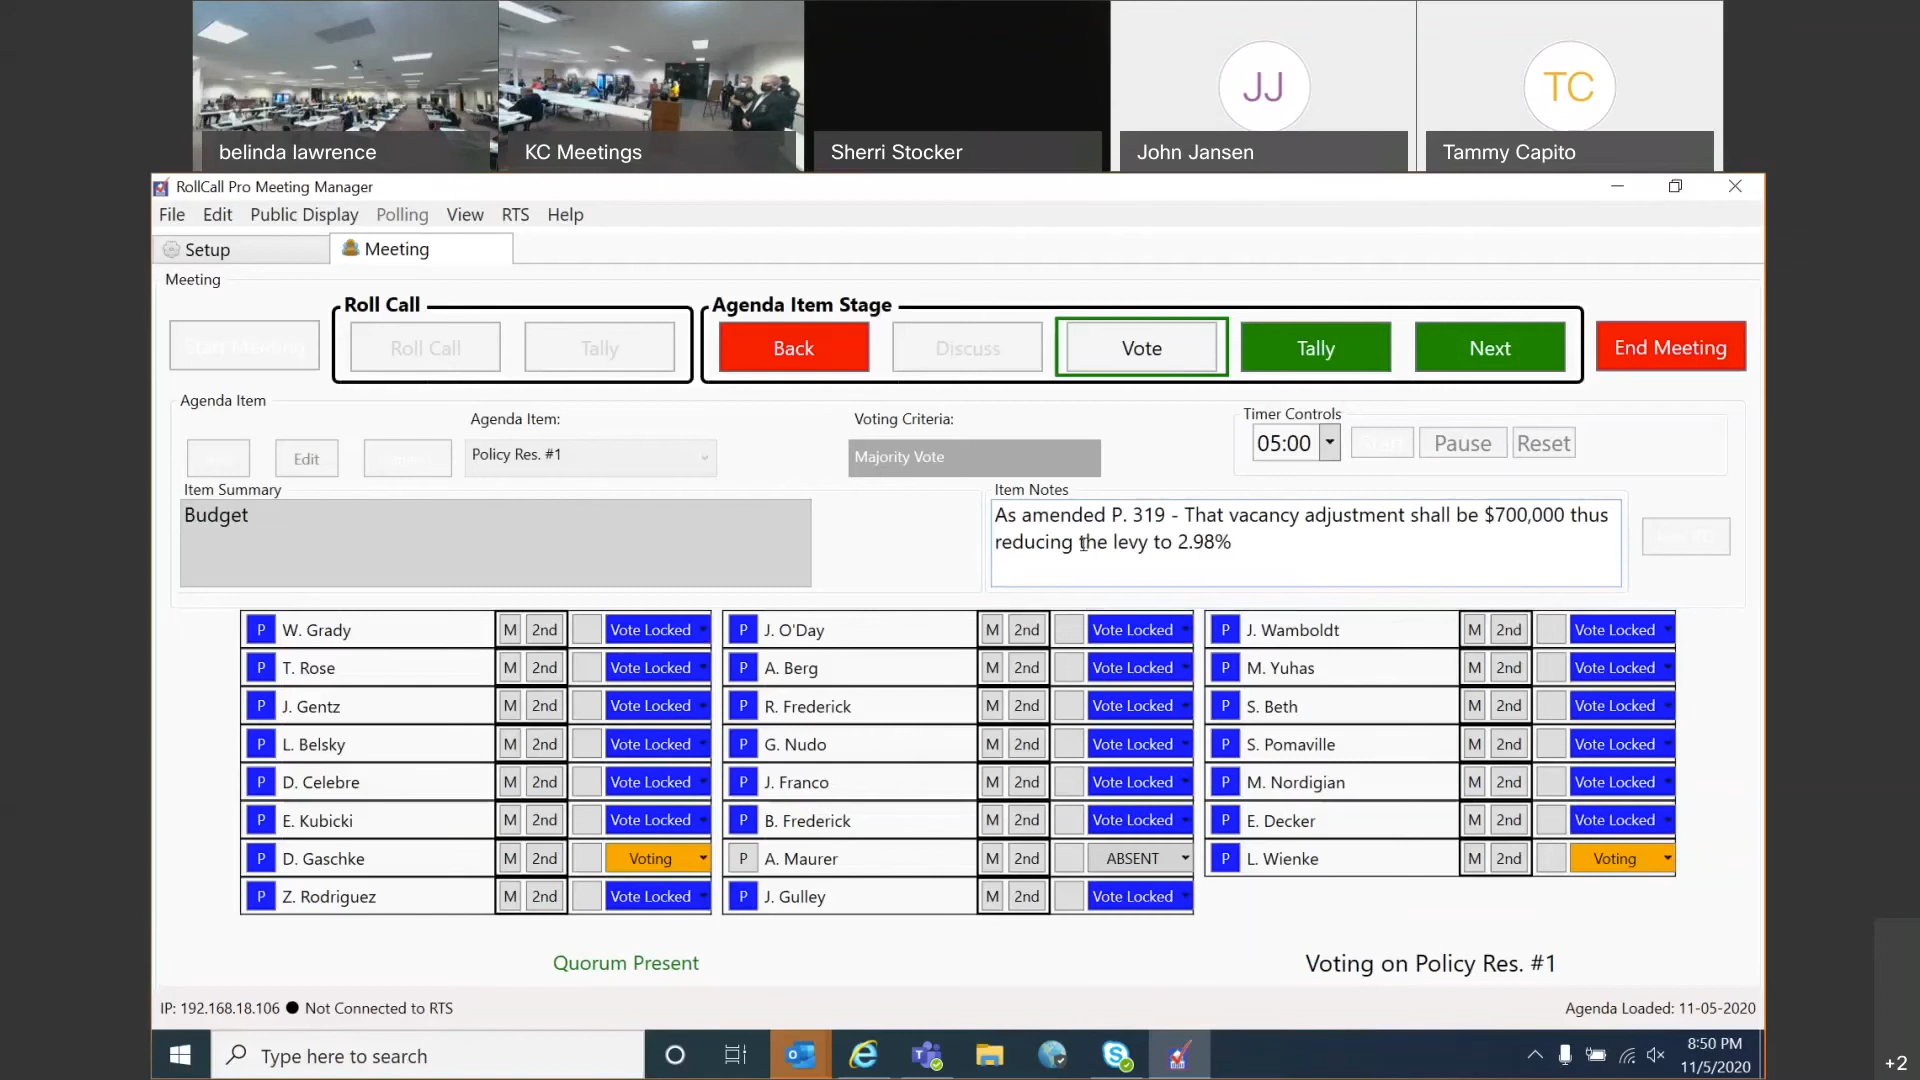 JJ
TC
belinda lawrence
KC Meetings
Sherri Stocker
John Jansen
Tammy Capito
RollCall Pro Meeting Manager
File Edit Public Display Polling View RTS Help
Setup
Meeting
Meeting
Roll Call
Agenda Item Stage
Start Meeting
Roll Call
Tally
Back
Discuss
Vote
Tally
Next
End Meeting
Agenda Item
Agenda Item:
Voting Criteria:
Timer Controls
Edit
Policy Res. #1
Majority Vote
05:00
Start
Pause
Reset
Item Summary
Item Notes
Budget
As amended P. 319 - That vacancy adjustment shall be $700,000 thus
reducing the levy to 2.98%
P W. Grady M 2nd Vote Locked
P J. O'Day M 2nd Vote Locked
P J. Wamboldt M 2nd Vote Locked
P T. Rose M 2nd Vote Locked
P A. Berg M 2nd Vote Locked
P M. Yuhas M 2nd Vote Locked
P J. Gentz M 2nd Vote Locked
P R. Frederick M 2nd Vote Locked
P S. Beth M 2nd Vote Locked
P L. Belsky M 2nd Vote Locked
P G. Nudo M 2nd Vote Locked
P S. Pomaville M 2nd Vote Locked
P D. Celebre M 2nd Vote Locked
P J. Franco M 2nd Vote Locked
P M. Nordigian M 2nd Vote Locked
P E. Kubicki M 2nd Vote Locked
P B. Frederick M 2nd Vote Locked
P E. Decker M 2nd Vote Locked
P D. Gaschke M 2nd Voting
P A. Maurer M 2nd ABSENT
P L. Wienke M 2nd Voting
P Z. Rodriguez M 2nd Vote Locked
P J. Gulley M 2nd Vote Locked
Quorum Present
Voting on Policy Res. #1
IP: 192.168.18.106 Not Connected to RTS
Agenda Loaded: 11-05-2020
Type here to search
8:50 PM
11/5/2020
+2